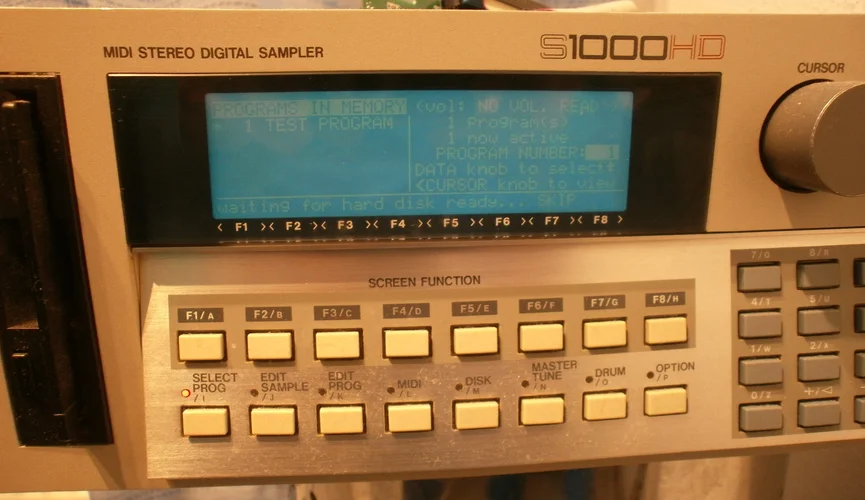 MIDI STEREO DIGITAL SAMPLER
S1000HD
CURSOR
PROGRAMS IN MEMORY (vol: NO VOL. READ
1 TEST PROGRAM
1 Program(s)
1 now active
PROGRAM NUMBER: 1
DATA knob to select
<CURSOR knob to view
waiting for hard disk ready... SKIP
< F1 >< F2 >< F3 >< F4 >< F5 >< F6 >< F7 >< F8 >
SCREEN FUNCTION
F1/A F2/B F3/C F4/D F5/E F6/F F7/G F8/H
SELECT PROG /I
EDIT SAMPLE /J
EDIT PROG /K
MIDI /L
DISK /M
MASTER TUNE /N
DRUM /O
OPTION /P
7/Q 8/R
4/T 5/U
1/W 2/X
0/Z +/<